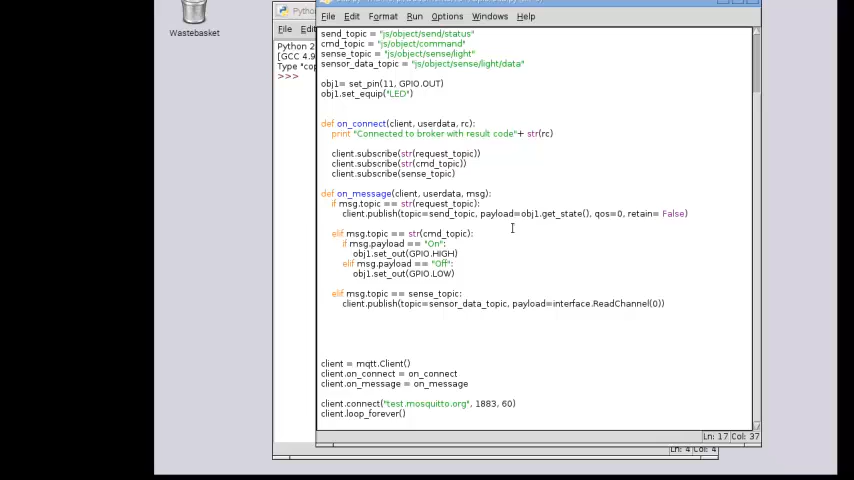 Wastebasket
Python
File Edit
Python 2
[GCC 4.9
Type "cop
>>>
File Edit Format Run Options Windows Help
send_topic = "js/object/send/status"
cmd_topic = "js/object/command"
sense_topic = "js/object/sense/light"
sensor_data_topic = "js/object/sense/light/data"
obj1= set_pin(11, GPIO.OUT)
obj1.set_equip("LED")
def on_connect(client, userdata, rc):
print "Connected to broker with result code"+ str(rc)
client.subscribe(str(request_topic))
client.subscribe(str(cmd_topic))
client.subscribe(sense_topic)
def on_message(client, userdata, msg):
if msg.topic == str(request_topic):
client.publish(topic=send_topic, payload=obj1.get_state(), qos=0, retain= False)
elif msg.topic == str(cmd_topic):
if msg.payload == "On":
obj1.set_out(GPIO.HIGH)
elif msg.payload == "Off":
obj1.set_out(GPIO.LOW)
elif msg.topic == sense_topic:
client.publish(topic=sensor_data_topic, payload=interface.ReadChannel(0))
client = mqtt.Client()
client.on_connect = on_connect
client.on_message = on_message
client.connect("test.mosquitto.org", 1883, 60)
client.loop_forever()
Ln: 17 Col: 37
Ln: 4 Col: 4